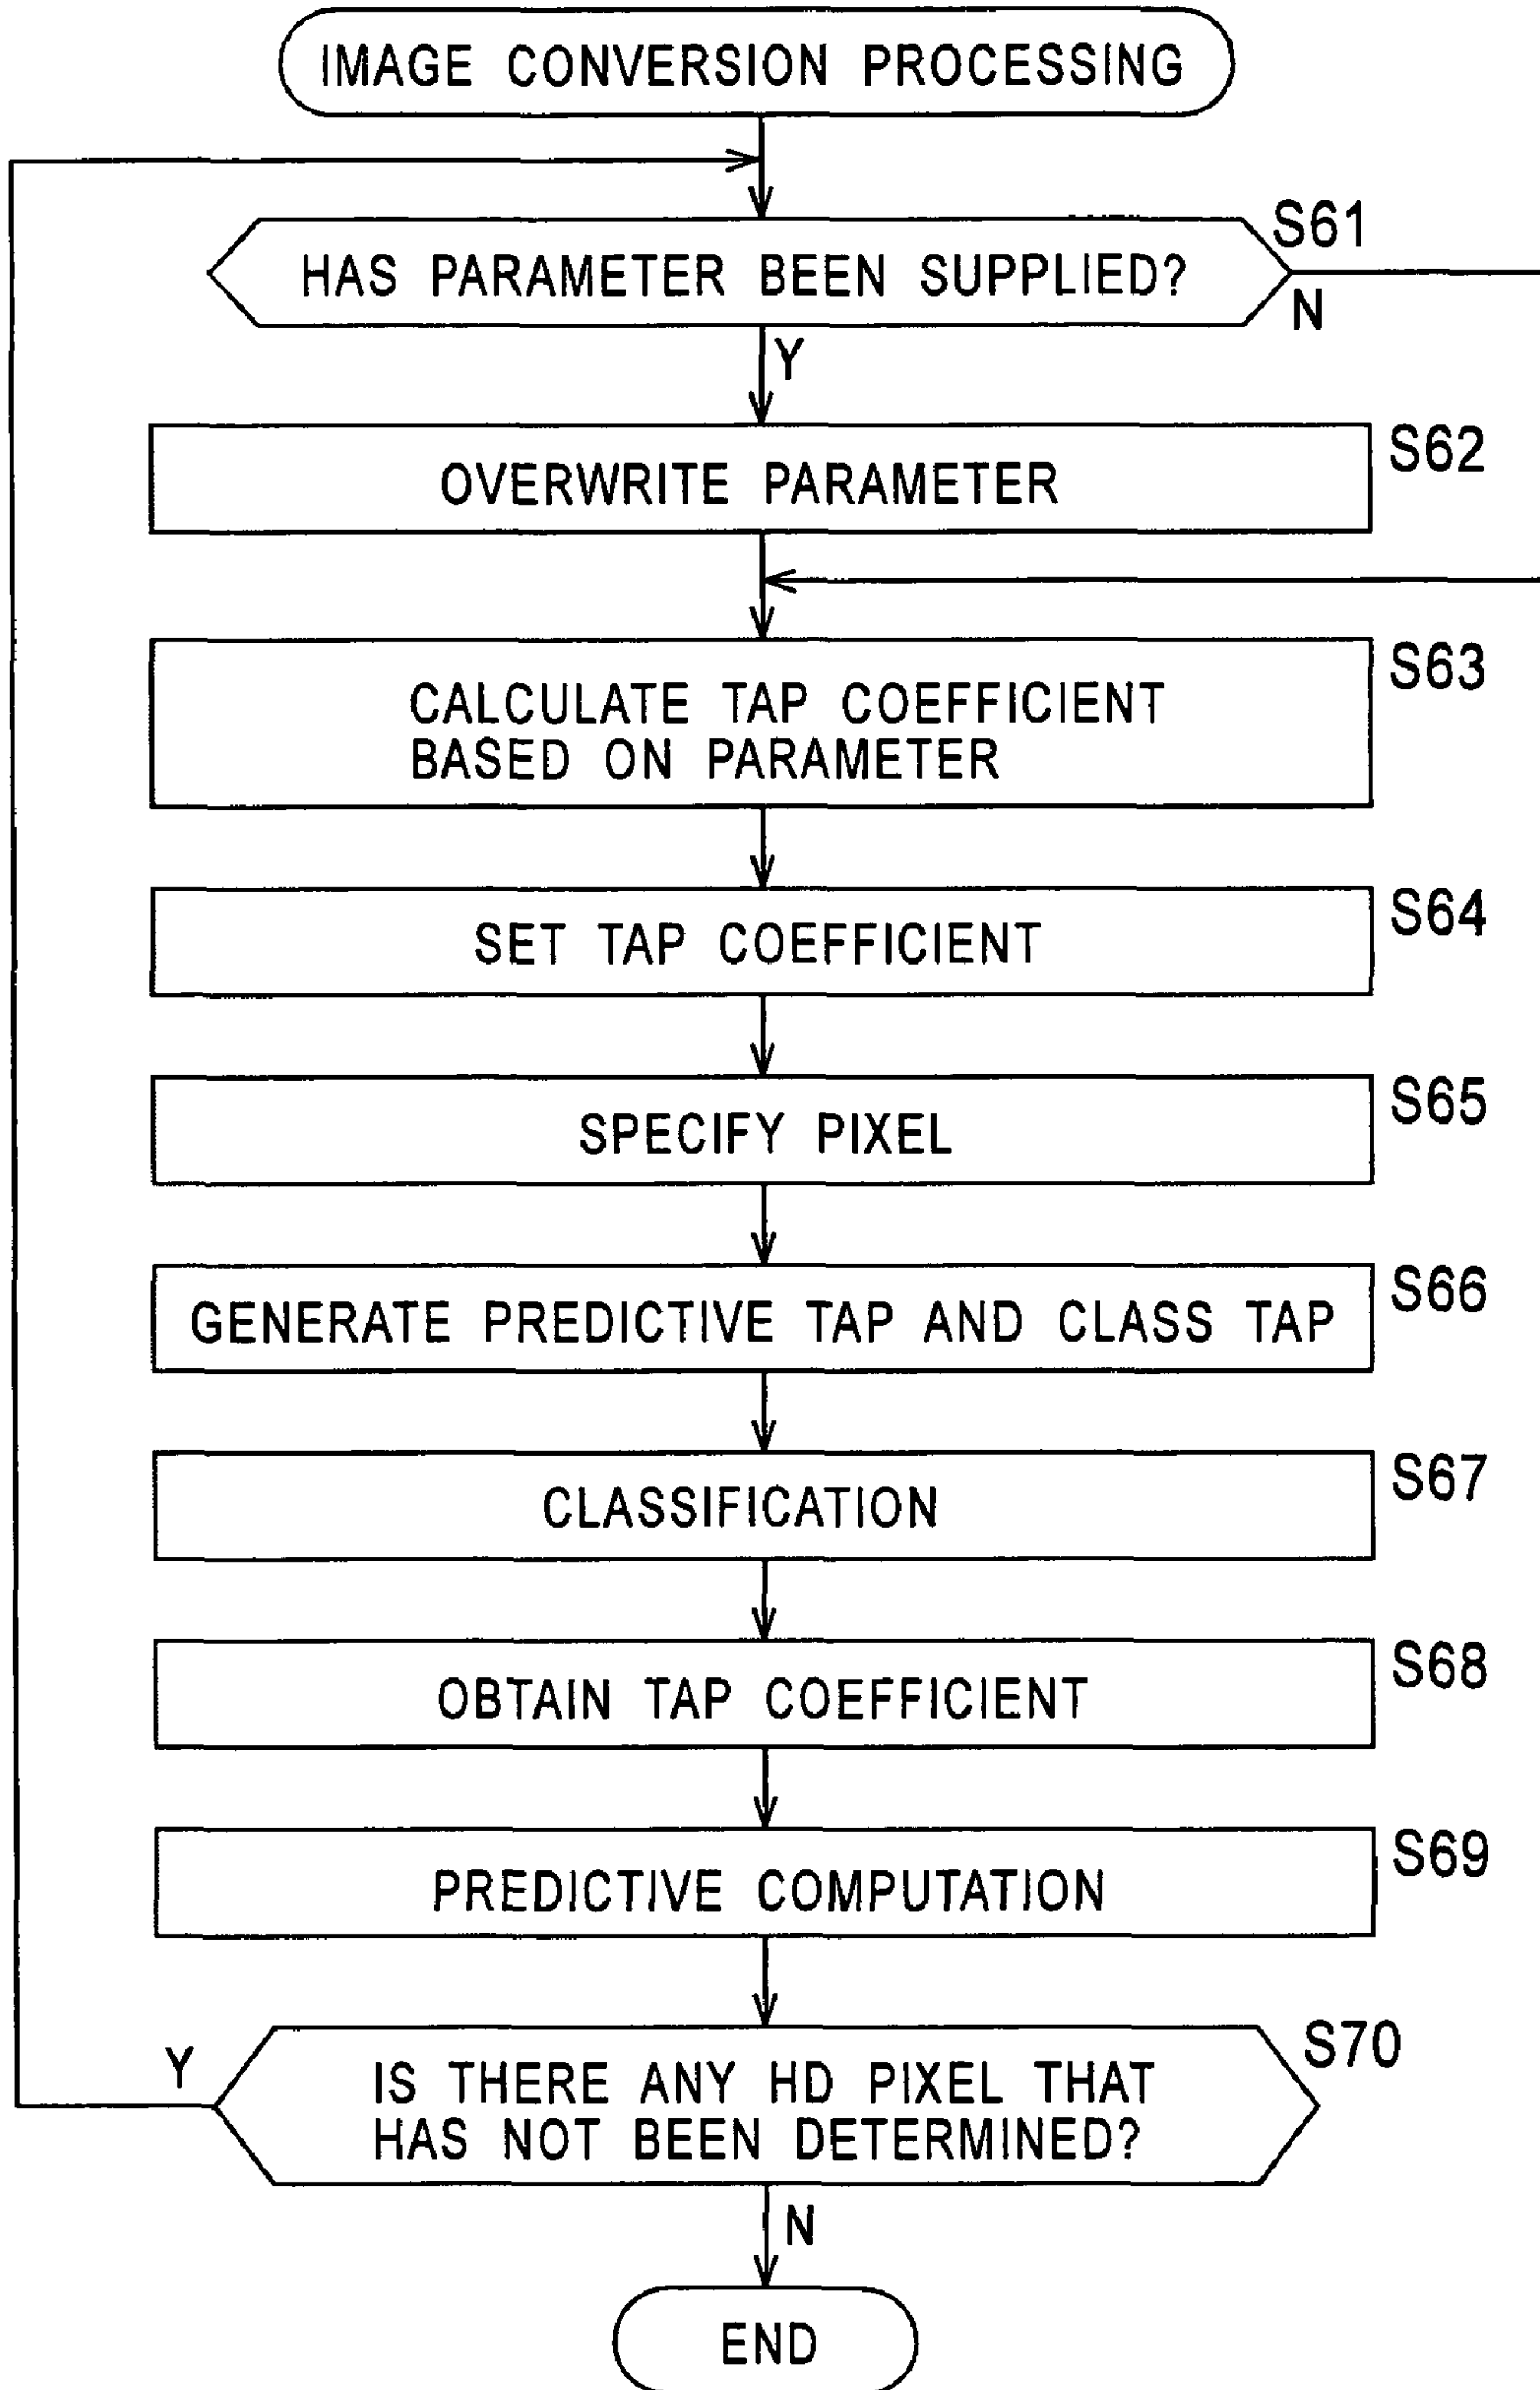 IMAGE CONVERSION PROCESSING
S61
HAS PARAMETER BEEN SUPPLIED?
N
Y
S62
OVERWRITE PARAMETER
S63
CALCULATE TAP COEFFICIENT
BASED ON PARAMETER
S64
SET TAP COEFFICIENT
S65
SPECIFY PIXEL
S66
GENERATE PREDICTIVE TAP AND CLASS TAP
S67
CLASSIFICATION
S68
OBTAIN TAP COEFFICIENT
S69
PREDICTIVE COMPUTATION
S70
Y
IS THERE ANY HD PIXEL THAT
HAS NOT BEEN DETERMINED?
N
END